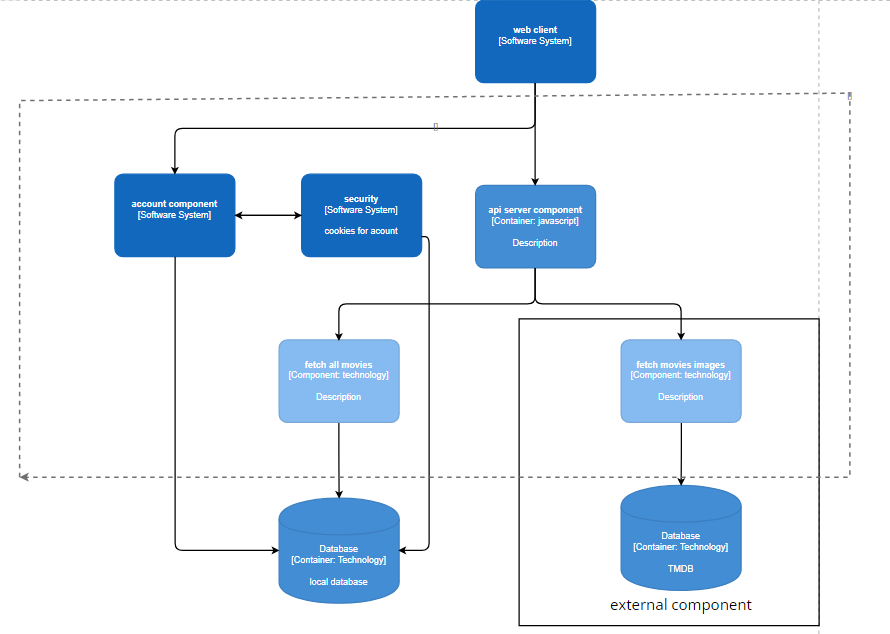 web client
[Software System]
account component
[Software System]
security
[Software System]
cookies for acount
api server component
[Container: javascript]
Description
fetch all movies
[Component: technology]
Description
fetch movies images
[Component: technology]
Description
Database
[Container: Technology]
local database
Database
[Container: Technology]
TMDB
external component